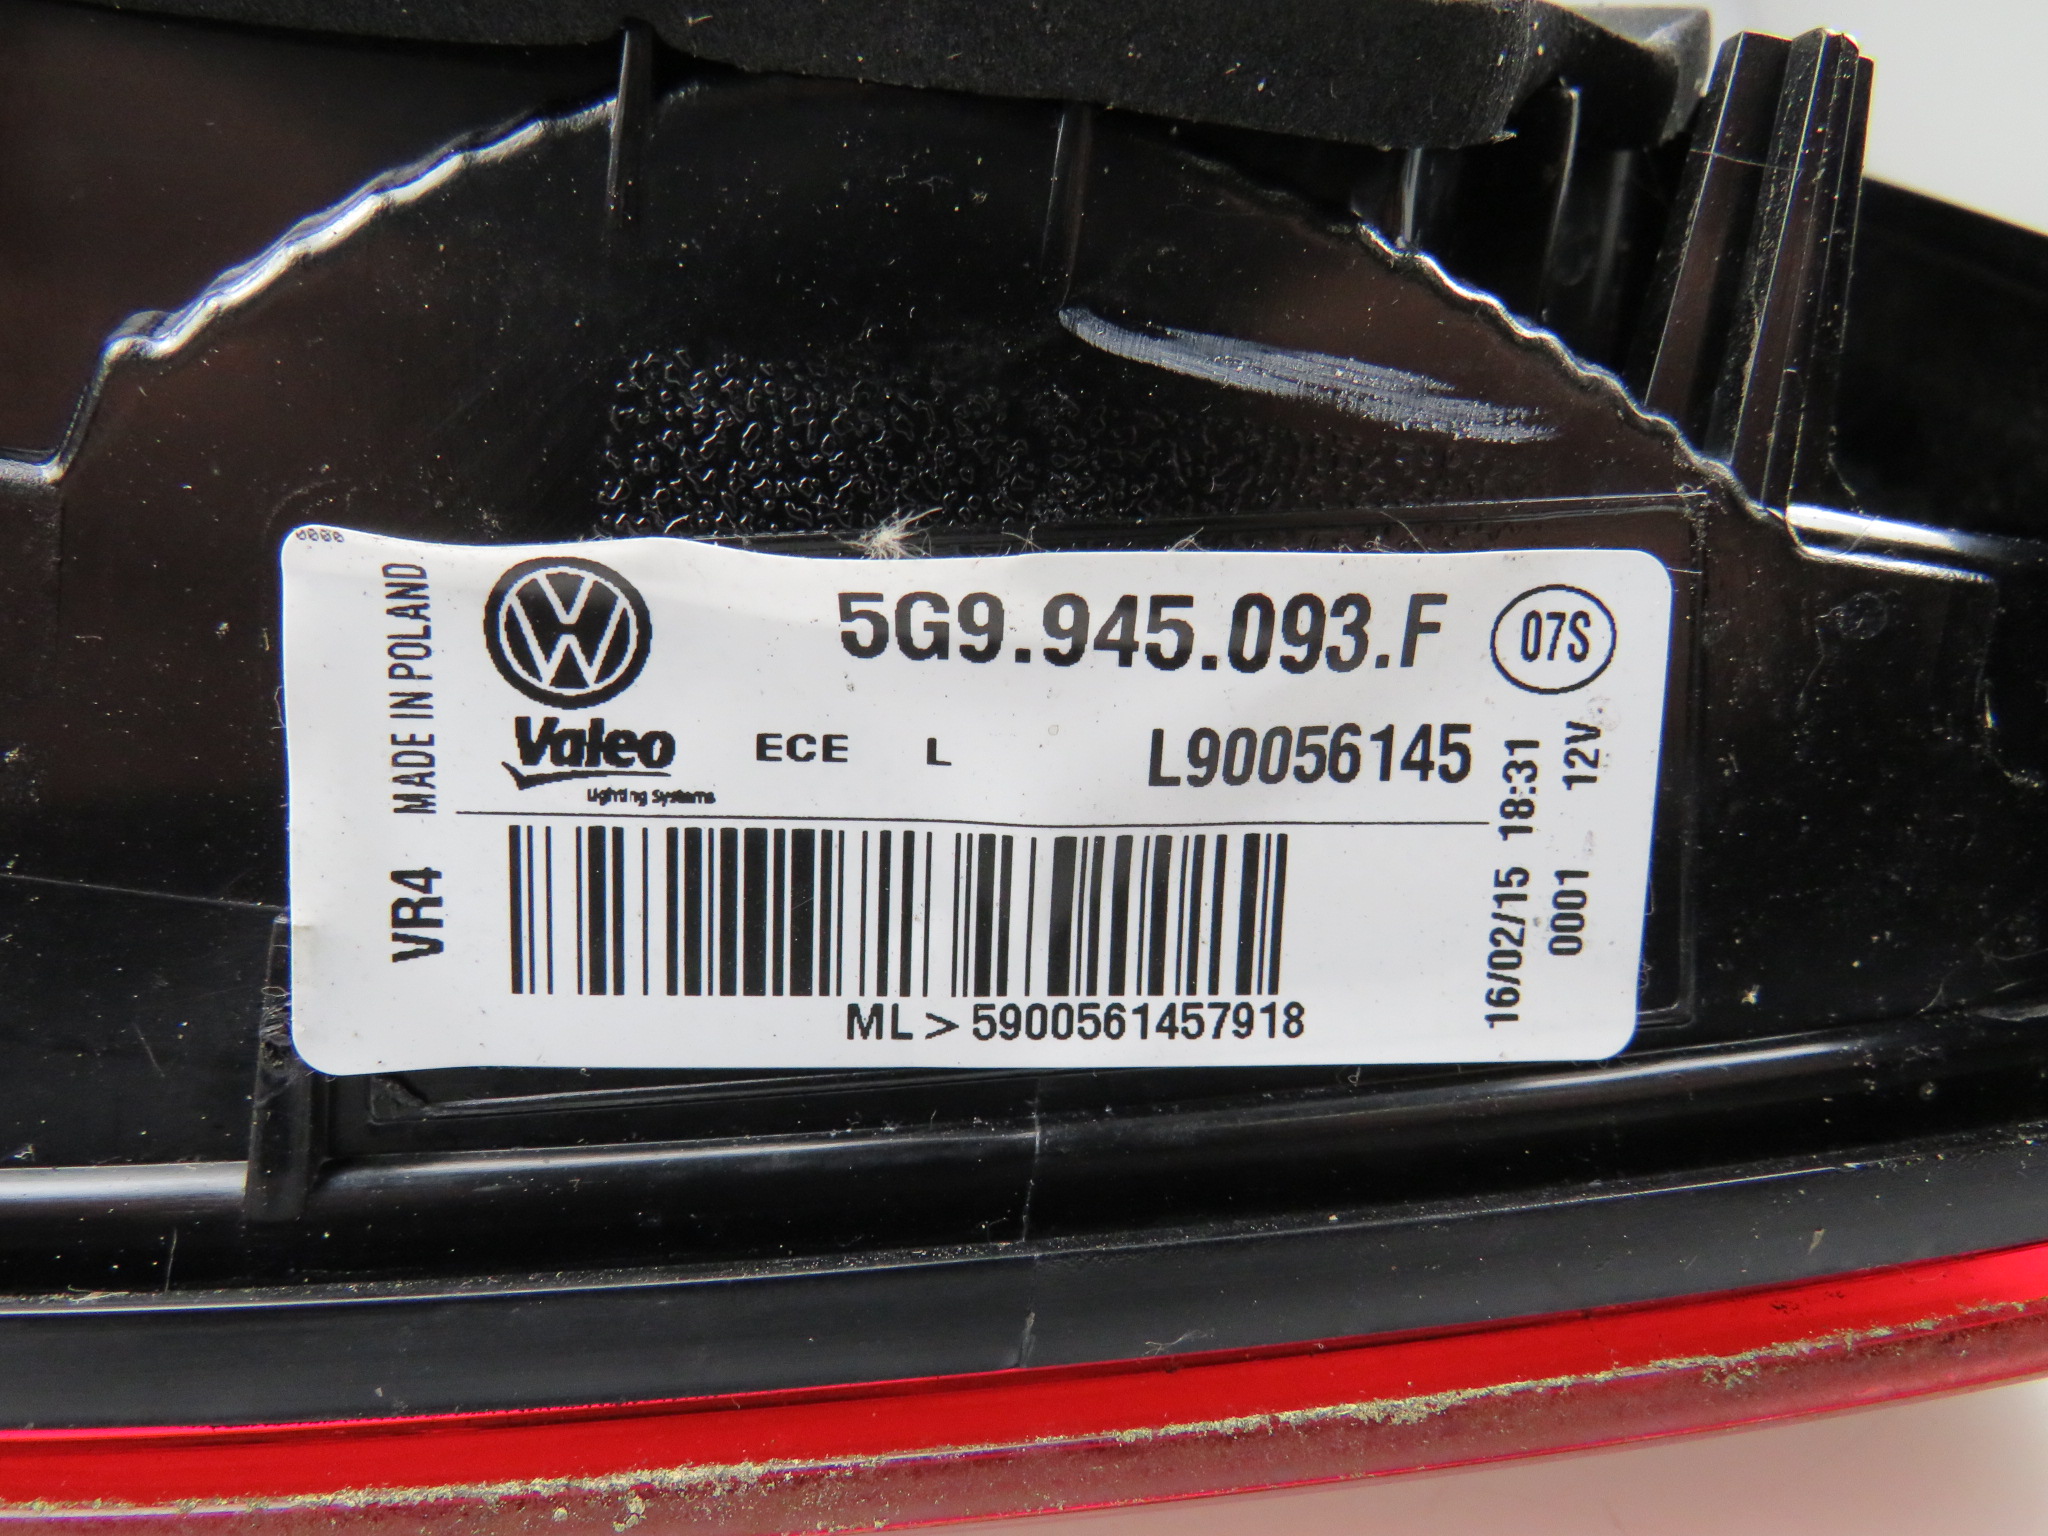 5G9.945.093.F
07S
Valeo
Lighting Systems
ECE L L90056145
ML > 5900561457918
VR4 MADE IN POLAND
16/02/15 18:31
0001 12V